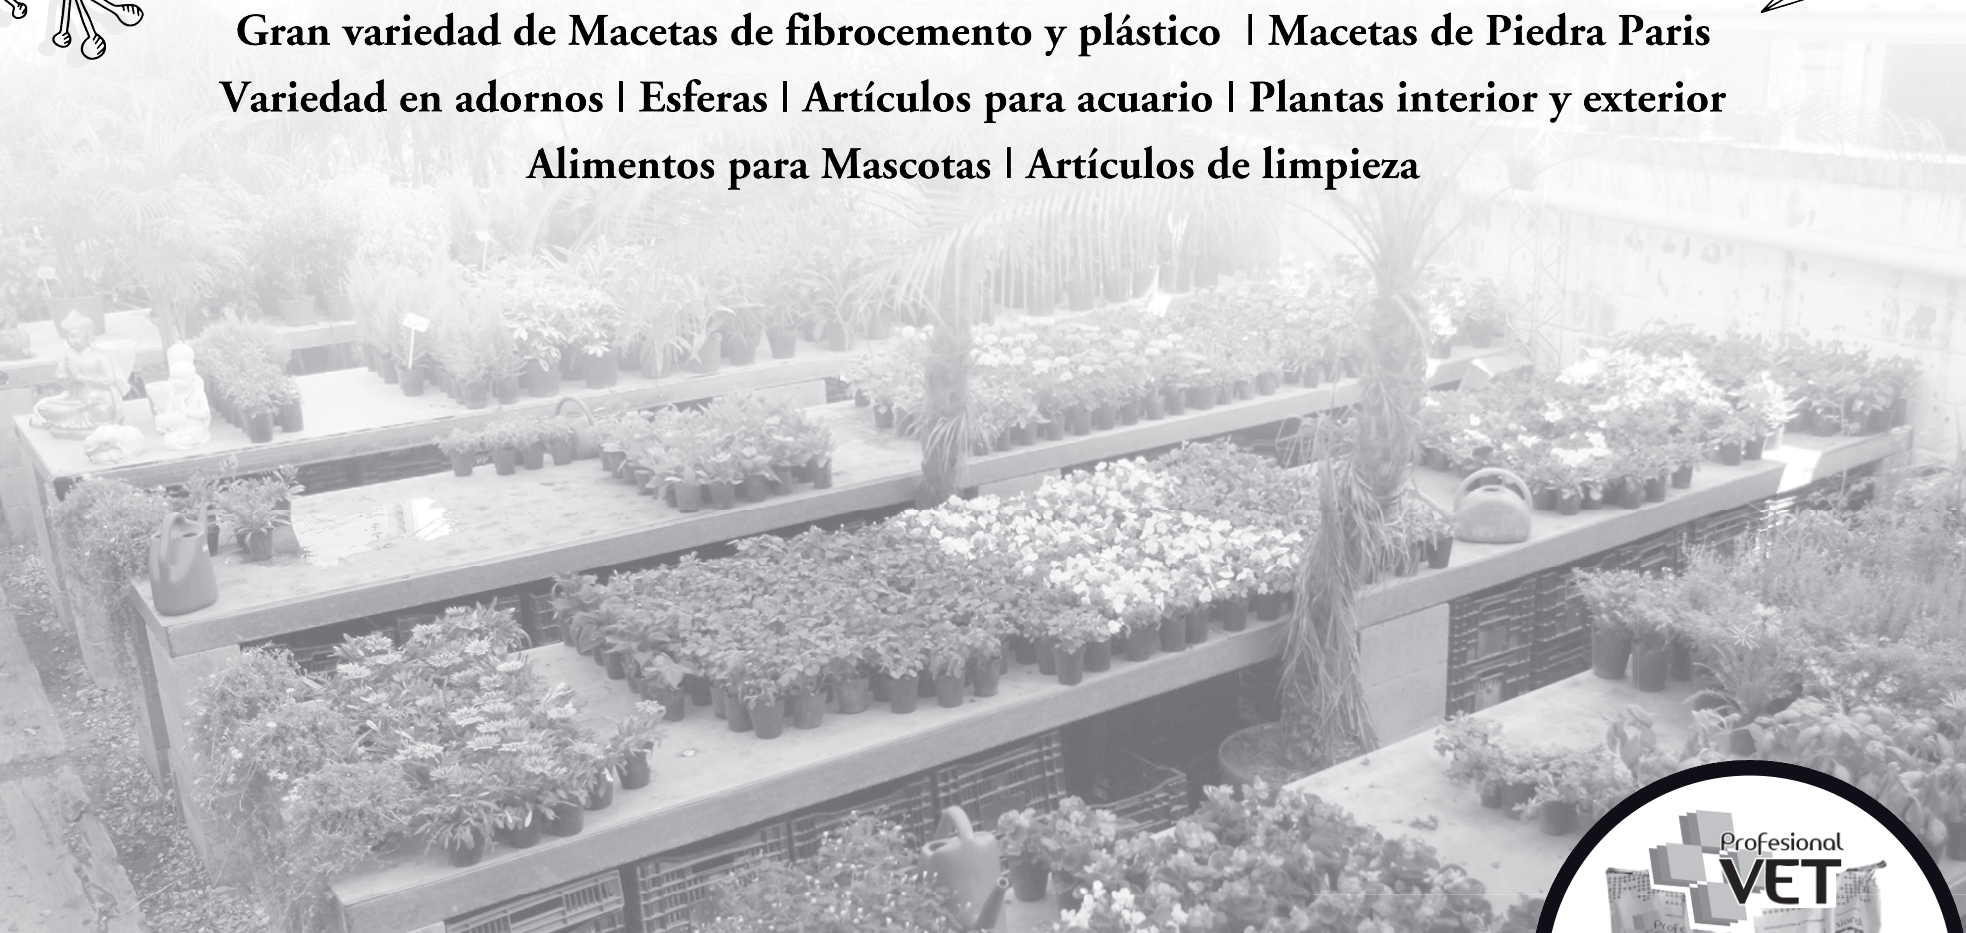 Gran variedad de Macetas de fibrocemento y plástico | Macetas de Piedra Paris
Variedad en adornos | Esferas | Artículos para acuario | Plantas interior y exterior
Alimentos para Mascotas | Artículos de limpieza
Profesional
VET